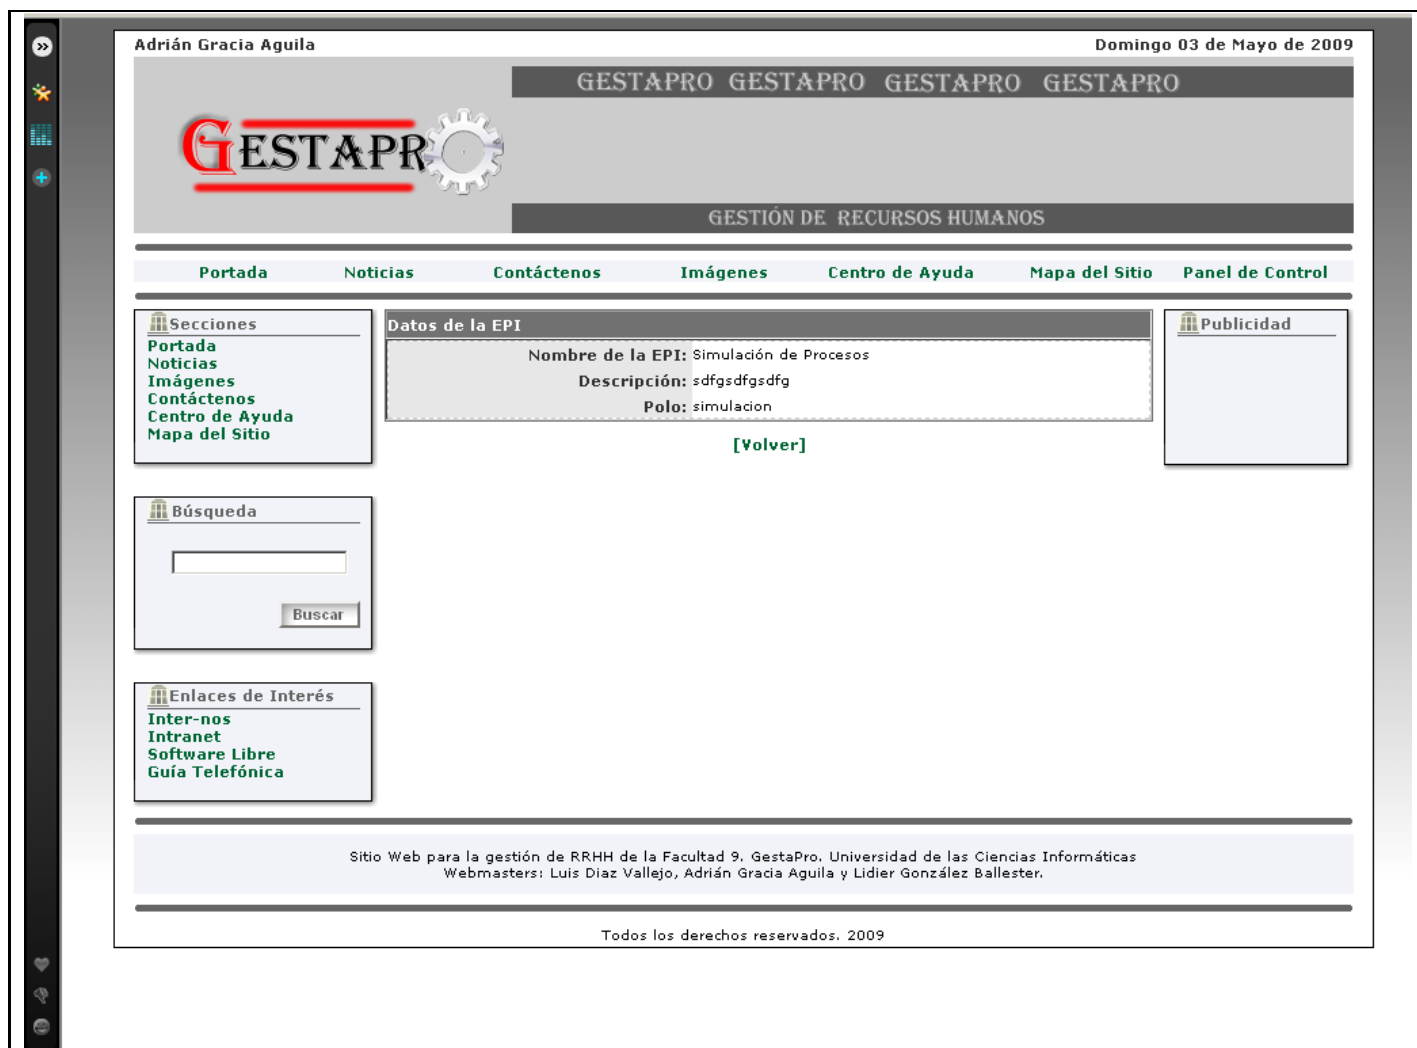 Adrián Gracia Aguila
Domingo 03 de Mayo de 2009
GESTAPRO GESTAPRO GESTAPRO GESTAPRO
GESTAPRO
GESTIÓN DE RECURSOS HUMANOS
Portada Noticias Contáctenos Imágenes Centro de Ayuda Mapa del Sitio Panel de Control
Secciones
Portada
Noticias
Imágenes
Contáctenos
Centro de Ayuda
Mapa del Sitio
Búsqueda
Buscar
Enlaces de Interés
Inter-nos
Intranet
Software Libre
Guía Telefónica
Datos de la EPI
Nombre de la EPI: Simulación de Procesos
Descripción: sdfgsdfgsdfg
Polo: simulacion
[Volver]
Publicidad
Sitio Web para la gestión de RRHH de la Facultad 9. GestaPro. Universidad de las Ciencias Informáticas
Webmasters: Luis Diaz Vallejo, Adrián Gracia Aguila y Lidier González Ballester.
Todos los derechos reservados. 2009